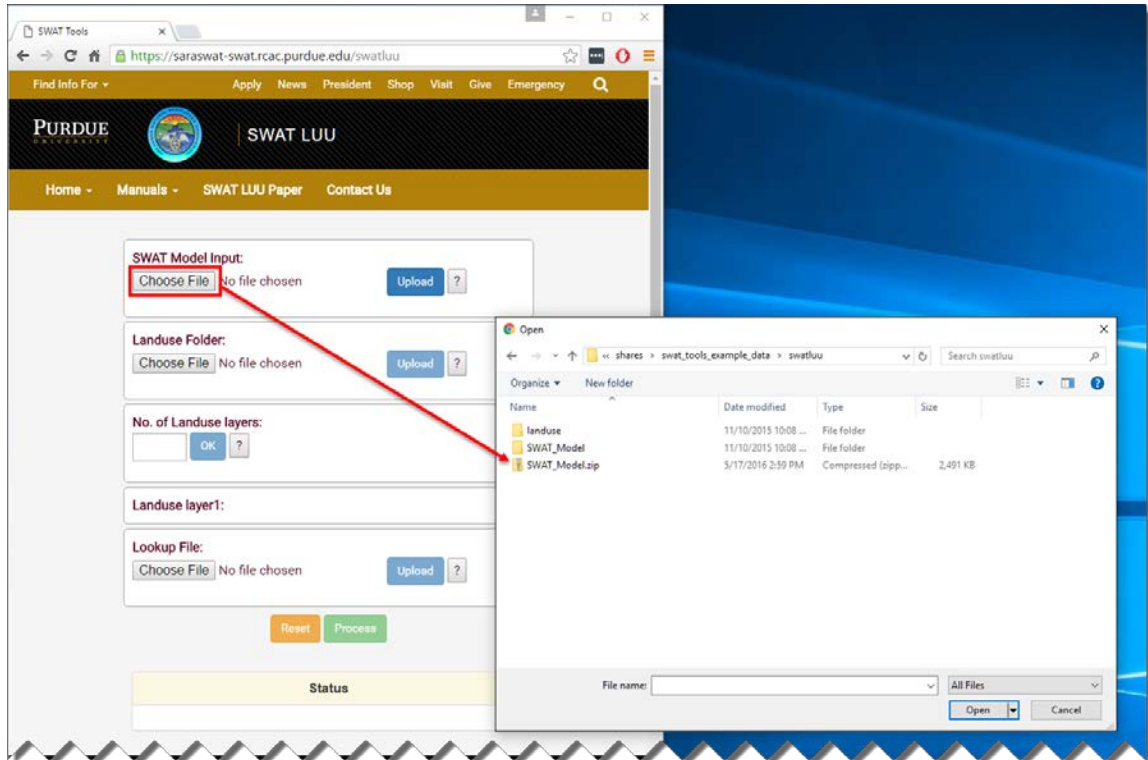 SWAT Tools
https://saraswat-swat.rcac.purdue.edu/swatluu
Find Info For Apply News President Shop Visit Give Emergency
PURDUE
UNIVERSITY
SWAT LUU
Home Manuals SWAT LUU Paper Contact Us
SWAT Model Input:
Choose File No file chosen Upload ?
Landuse Folder:
Choose File No file chosen Upload ?
No. of Landuse layers:
OK ?
Landuse layer1:
Lookup File:
Choose File No file chosen Upload ?
Reset Process
Status
Open
« shares › swat_tools_example_data › swatluu Search swatluu
Organize New folder
Name Date modified Type Size
landuse 11/10/2015 10:08 ... File folder
SWAT_Model 11/10/2015 10:08 ... File folder
SWAT_Model.zip 5/17/2016 2:59 PM Compressed (zipp... 2,491 KB
File name: All Files
Open Cancel